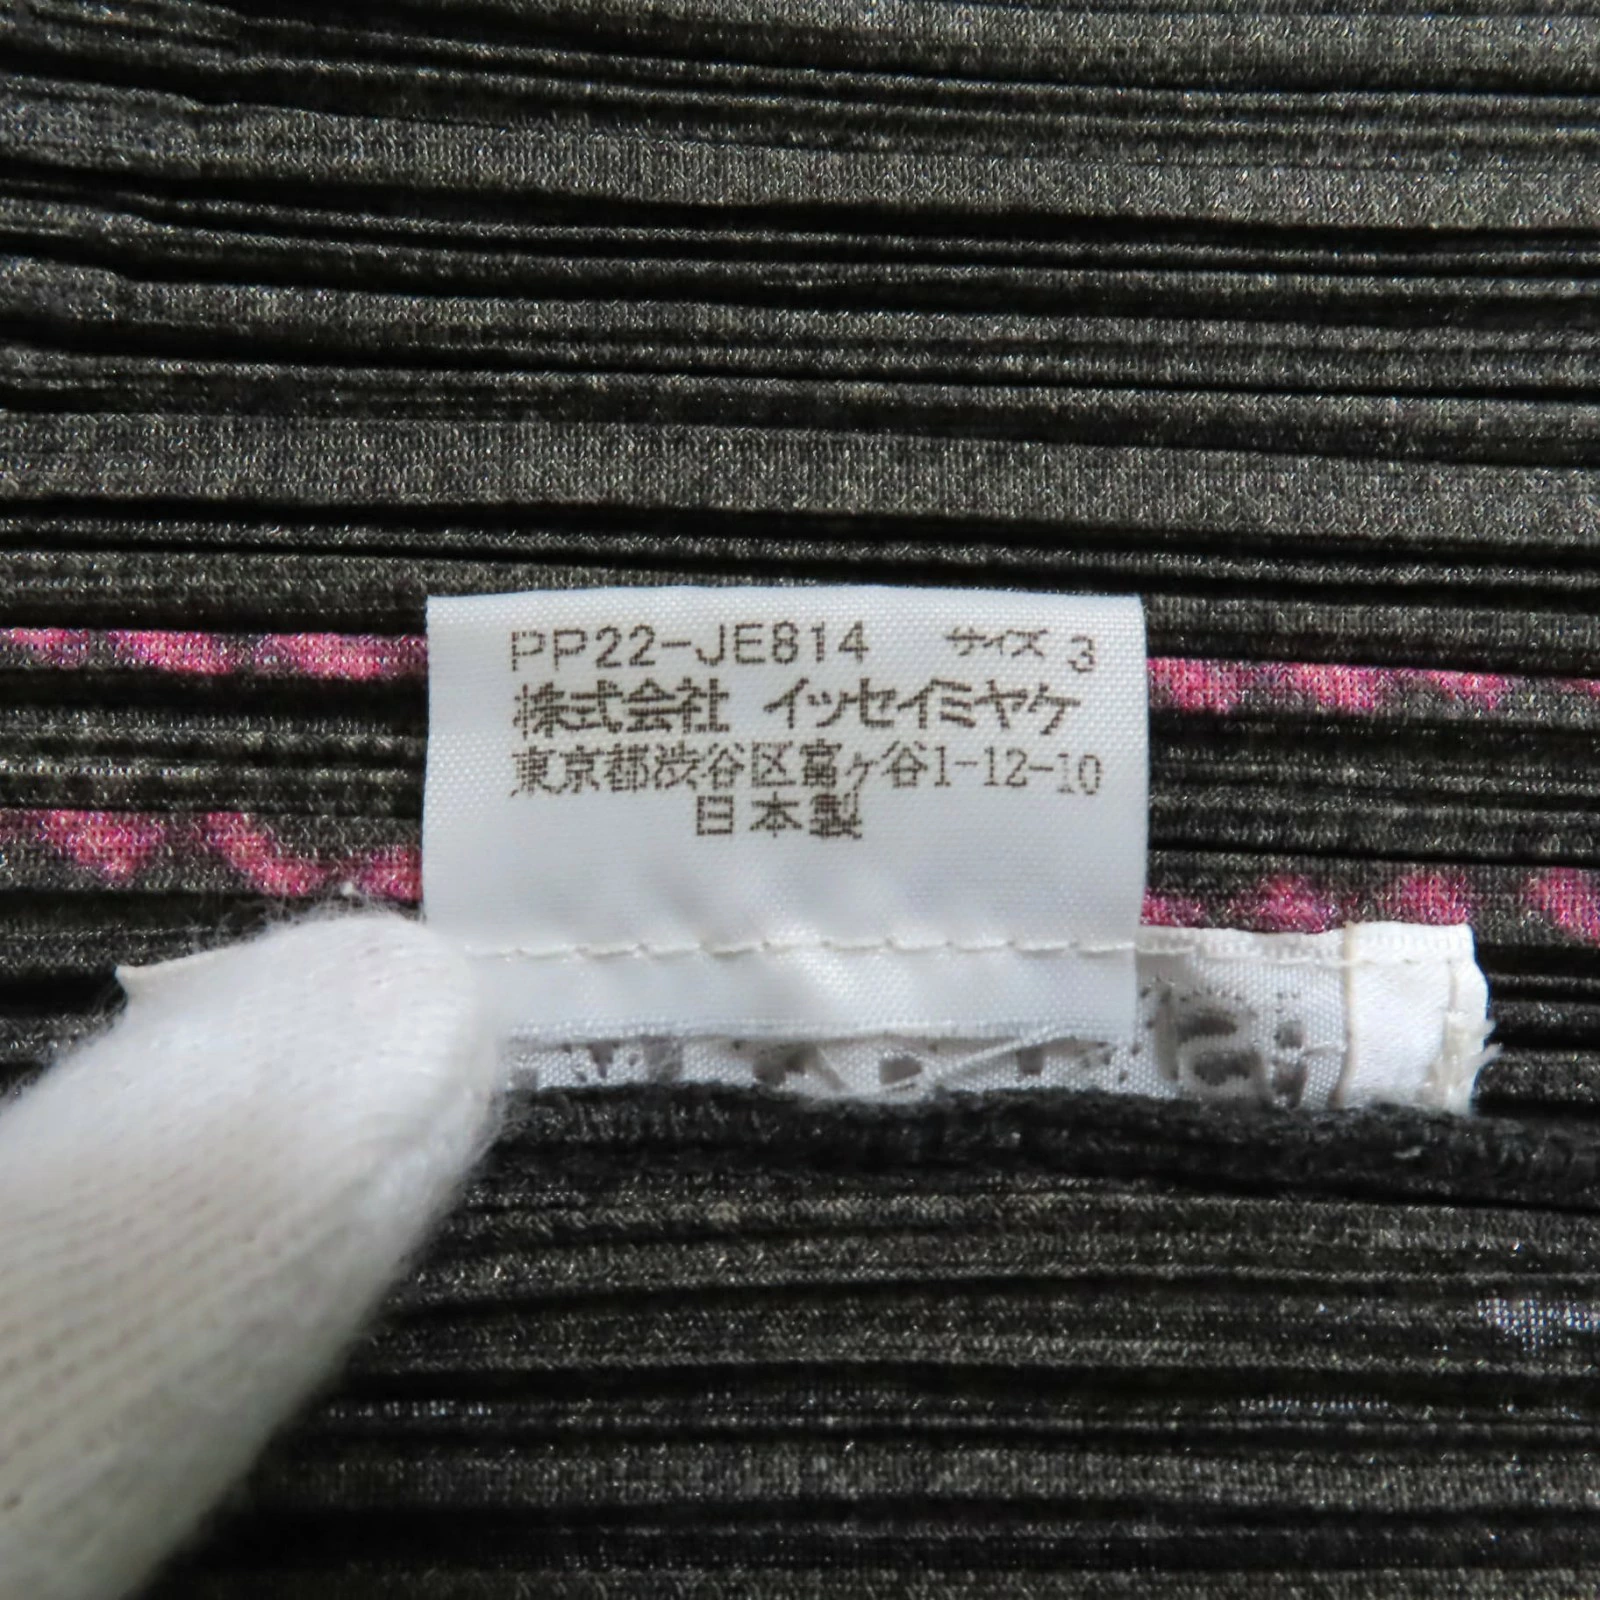 PP22-JE814 サイズ 3
株式会社 イッセイミヤケ
東京都渋谷区富ヶ谷1-12-10
日本製